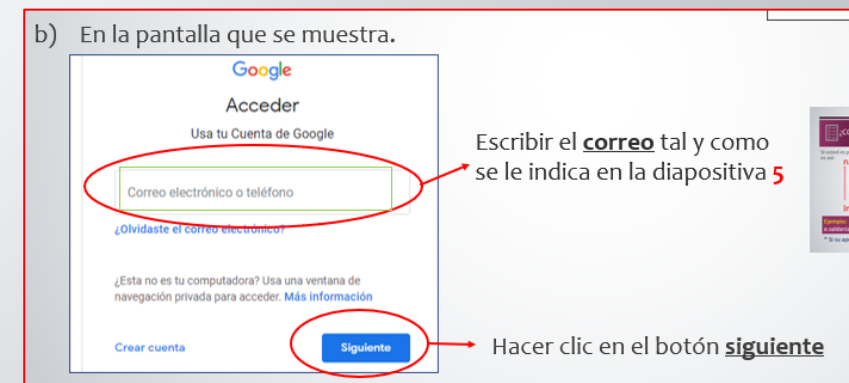 b) En la pantalla que se muestra.
Google
Acceder
Usa tu Cuenta de Google
Correo electrónico o teléfono
¿Olvidaste el correo electrónico?
¿Esta no es tu computadora? Usa una ventana de
navegación privada para acceder. Más información
Crear cuenta
Siguiente
Escribir el correo tal y como
se le indica en la diapositiva 5
Hacer clic en el botón siguiente